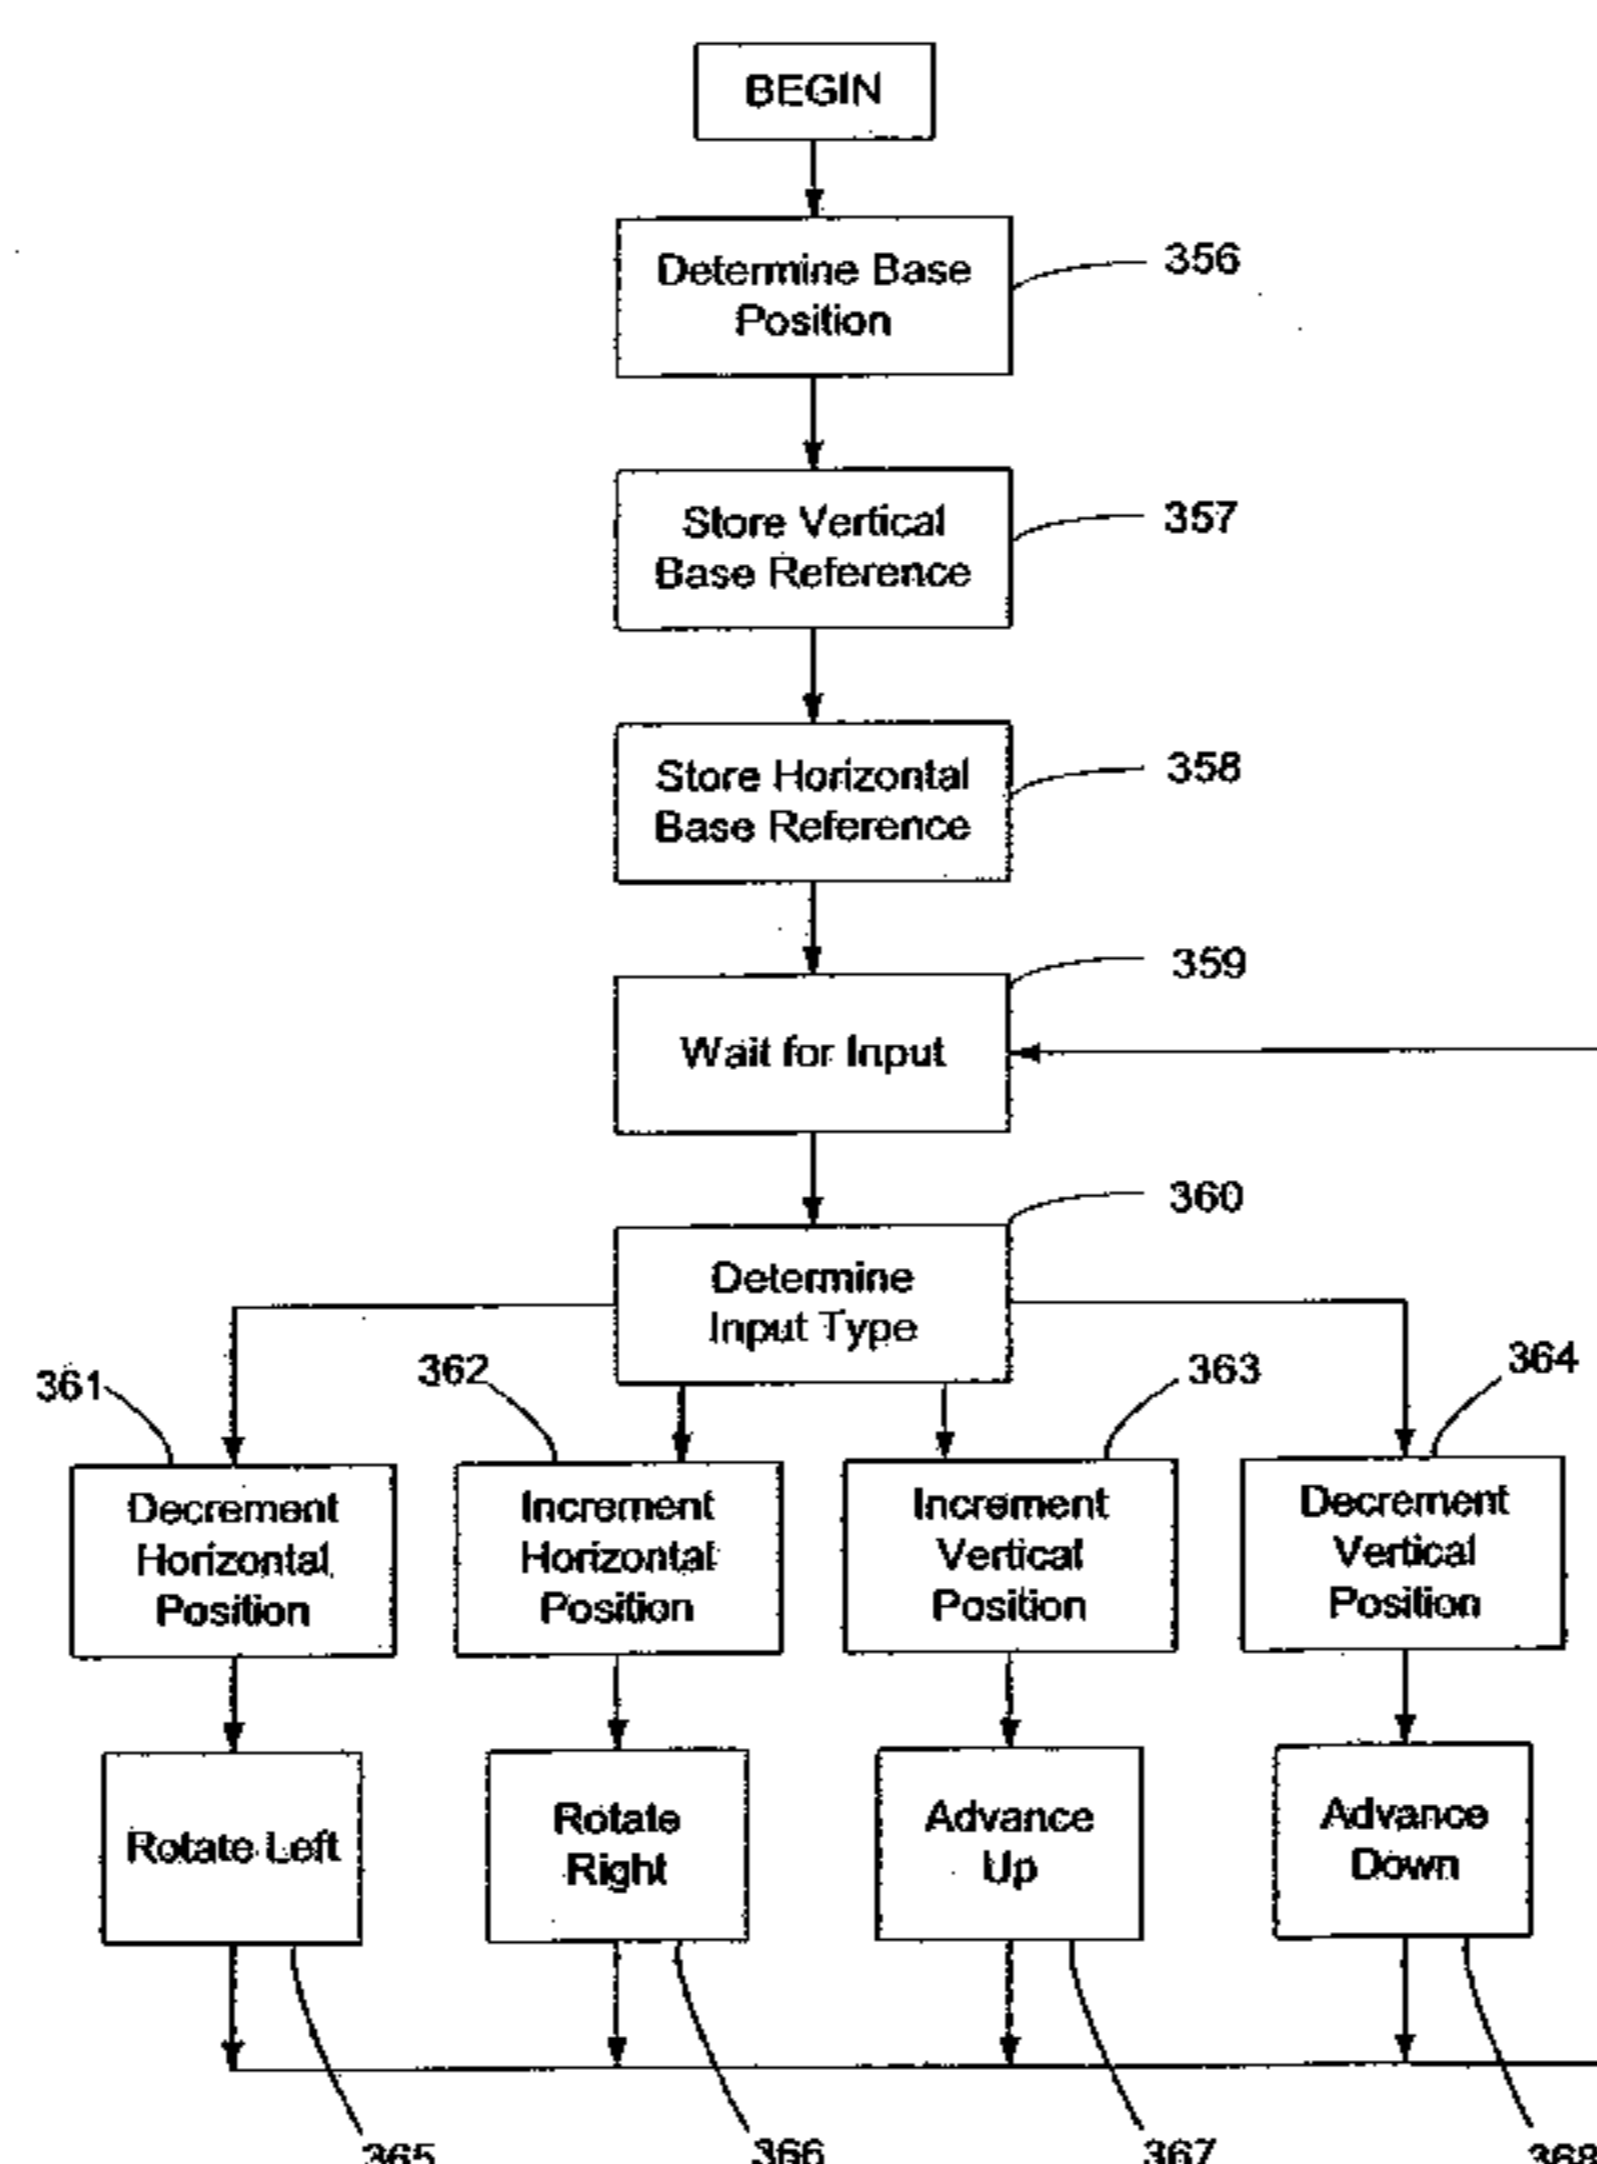 BEGIN
Determine Base
Position
356
Store Vertical
Base Reference
357
Store Horizontal
Base Reference
358
359
Wait for Input
360
Determine
Input Type
361
362
363
364
Decrement
Horizontal
Position
Increment
Horizontal
Position
Increment
Vertical
Position
Decrement
Vertical
Position
Rotate Left
Rotate
Right
Advance
Up
Advance
Down
365
366
367
368